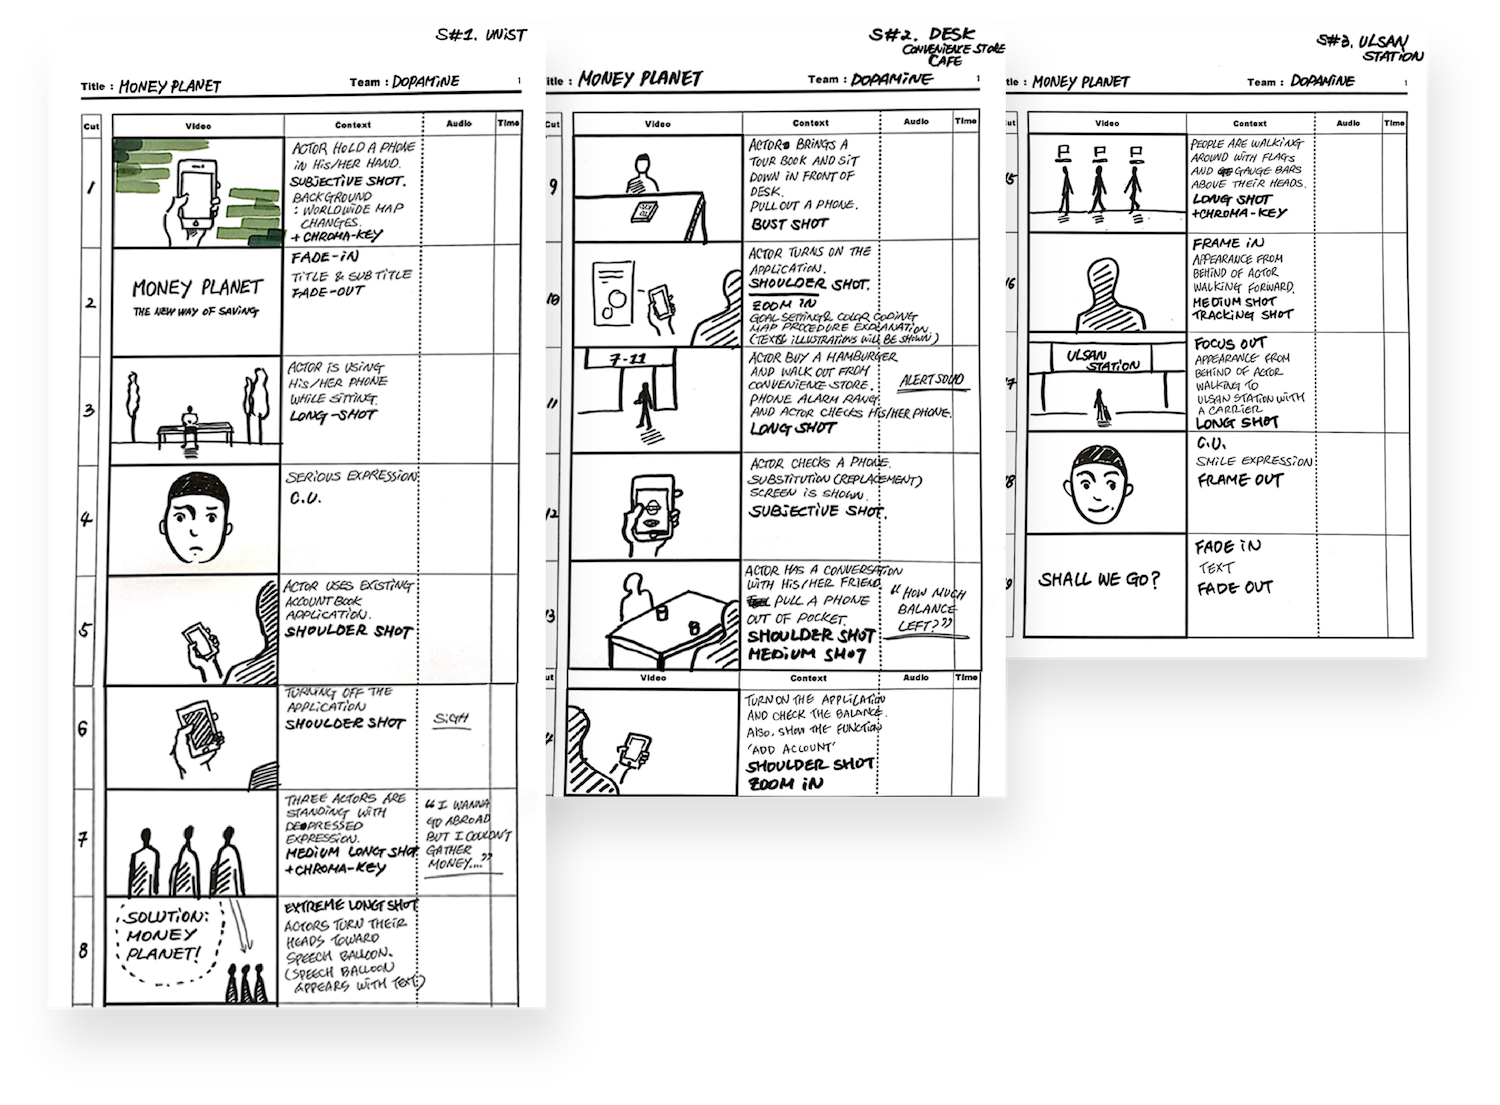 S#1. UNIST
Title : MONEY PLANET Team : DOPAMINE 1
Cut Video Context Audio Time
1
ACTOR HOLD A PHONE
IN HIS/HER HAND.
SUBJECTIVE SHOT.
BACKGROUND
: WORLDWIDE MAP
CHANGES.
+ CHROMA-KEY
2
MONEY PLANET
THE NEW WAY OF SAVING
FADE-IN
TITLE & SUBTITLE
FADE-OUT
3
ACTOR IS USING
HIS/HER PHONE
WHILE SITTING.
LONG-SHOT
4
SERIOUS EXPRESSION
C.U.
5
ACTOR USES EXISTING
ACCOUNT BOOK
APPLICATION.
SHOULDER SHOT
6
TURNING OFF THE
APPLICATION
SHOULDER SHOT
SIGH
7
THREE ACTORS ARE
STANDING WITH
DEPRESSED
EXPRESSION.
MEDIUM LONG SHOT
+CHROMA-KEY
"I WANNA
GO ABROAD
BUT I COULDN'T
GATHER
MONEY...."
8
SOLUTION:
MONEY
PLANET!
EXTREME LONG SHOT
ACTORS TURN THEIR
HEADS TOWARD
SPEECH BALLOON.
(SPEECH BALLOON
APPEARS WITH TEXT)
S#2. DESK
CONVENIENCE STORE
CAFE
Title : MONEY PLANET Team : DOPAMINE 1
Cut Video Context Audio Time
9
ACTOR BRINGS A
TOUR BOOK AND SIT
DOWN IN FRONT OF
DESK.
PULL OUT A PHONE.
BUST SHOT
10
ACTOR TURNS ON THE
APPLICATION.
SHOULDER SHOT.
ZOOM IN
GOAL SETTING & COLOR CODING
MAP PROCEDURE EXPLANATION
(TEXT & ILLUSTRATIONS WILL BE SHOWN)
11
7-11
ACTOR BUY A HAMBURGER
AND WALK OUT FROM
CONVENIENCE STORE.
PHONE ALARM RANG
AND ACTOR CHECKS HIS/HER PHONE.
LONG SHOT
ALERT SOUND
12
ACTOR CHECKS A PHONE.
SUBSTITUTION (REPLACEMENT)
SCREEN IS SHOWN.
SUBJECTIVE SHOT.
13
ACTOR HAS A CONVERSATION
WITH HIS/HER FRIEND
PULL A PHONE
OUT OF POCKET.
SHOULDER SHOT
MEDIUM SHOT
"HOW MUCH
BALANCE
LEFT?"
Cut Video Context Audio Time
4
TURN ON THE APPLICATION
AND CHECK THE BALANCE.
ALSO, SHOW THE FUNCTION
'ADD ACCOUNT'
SHOULDER SHOT
ZOOM IN
S#3. ULSAN
STATION
tle : MONEY PLANET Team : DOPAMINE 1
Cut Video Context Audio Time
15
PEOPLE ARE WALKING
AROUND WITH FLAGS
AND GAUGE BARS
ABOVE THEIR HEADS.
LONG SHOT
+CHROMA-KEY
16
FRAME IN
APPEARANCE FROM
BEHIND OF ACTOR
WALKING FORWARD.
MEDIUM SHOT
TRACKING SHOT
7
ULSAN
STATION
FOCUS OUT
APPEARANCE FROM
BEHIND OF ACTOR
WALKING TO
ULSAN STATION WITH
A CARRIER
LONG SHOT
8
C.U.
SMILE EXPRESSION
FRAME OUT
9
SHALL WE GO?
FADE IN
TEXT
FADE OUT